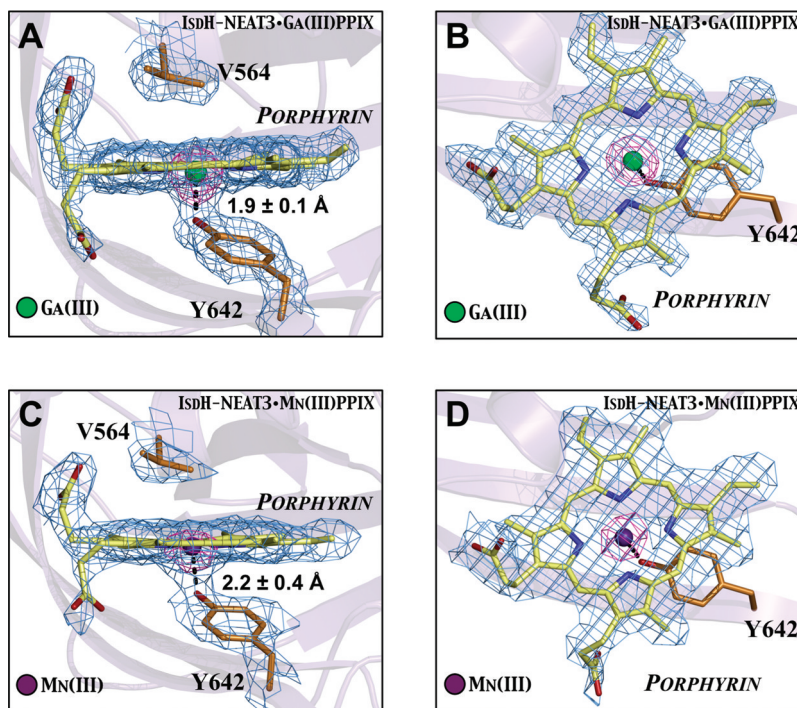 A
IsdH-NEAT3•Ga(III)PPIX
V564
Porphyrin
1.9 ± 0.1 Å
Y642
Ga(III)
B
IsdH-NEAT3•Ga(III)PPIX
Y642
Porphyrin
Ga(III)
C
IsdH-NEAT3•Mn(III)PPIX
V564
Porphyrin
2.2 ± 0.4 Å
Y642
Mn(III)
D
IsdH-NEAT3•Mn(III)PPIX
Y642
Porphyrin
Mn(III)